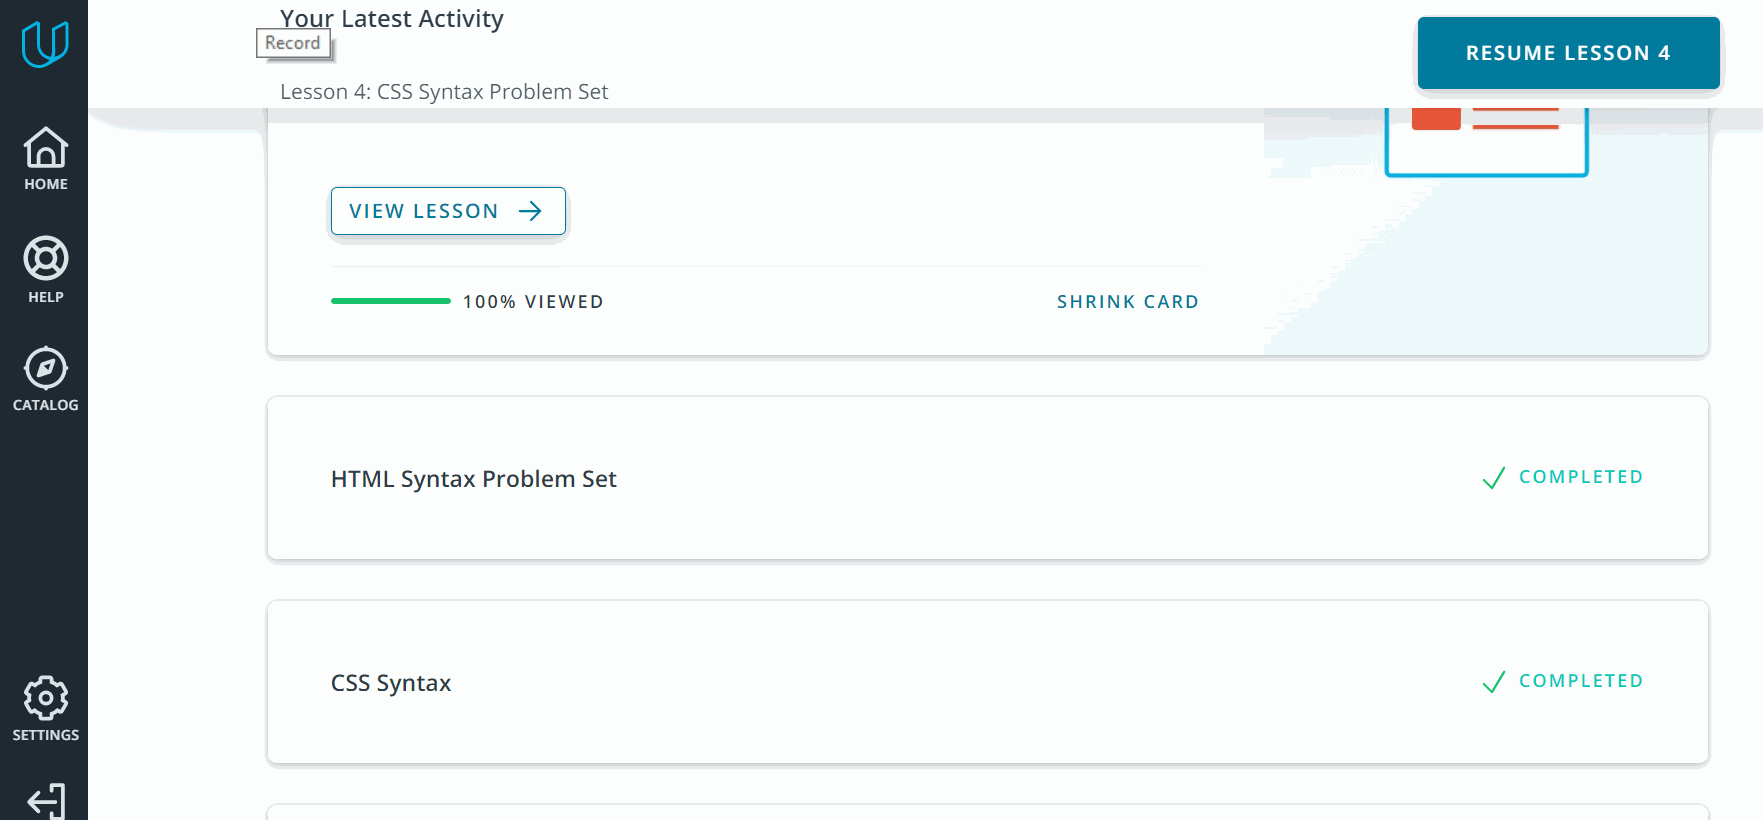 Your Latest Activity
Record
Lesson 4: CSS Syntax Problem Set
RESUME LESSON 4
HOME
HELP
CATALOG
SETTINGS
VIEW LESSON
100% VIEWED
SHRINK CARD
HTML Syntax Problem Set
COMPLETED
CSS Syntax
COMPLETED